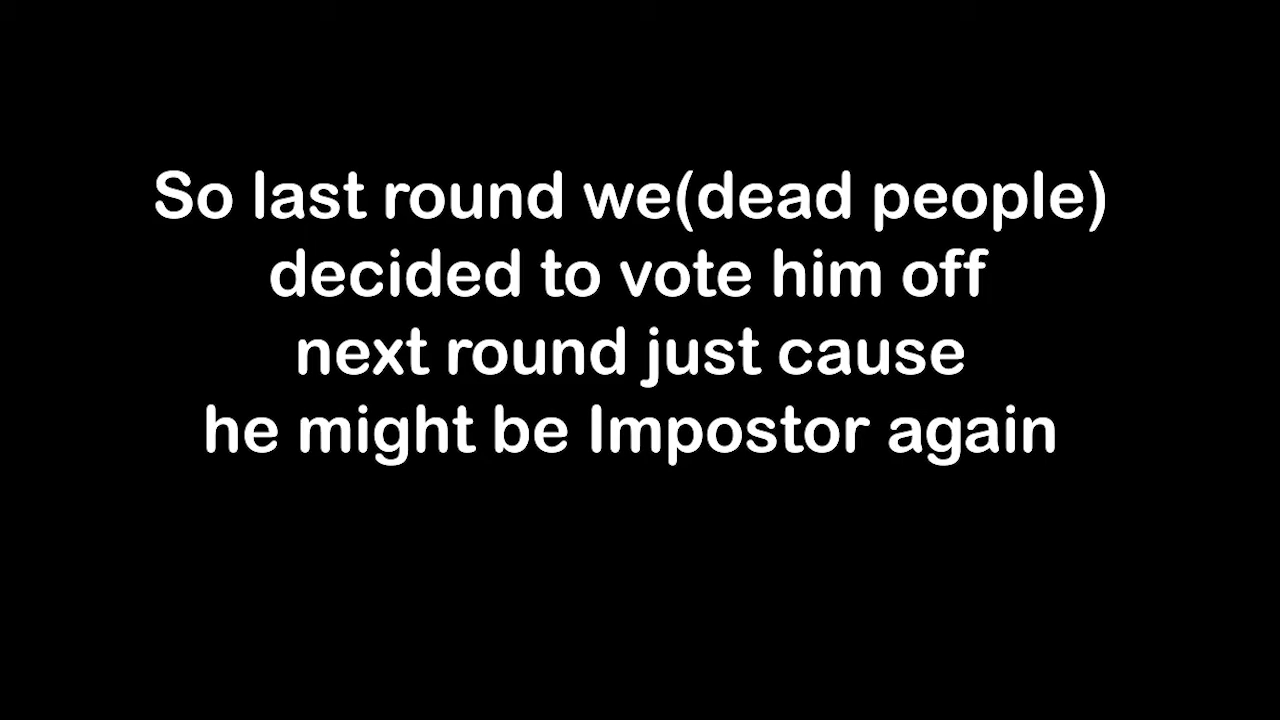 So last round we(dead people)
decided to vote him off
next round just cause
he might be Impostor again